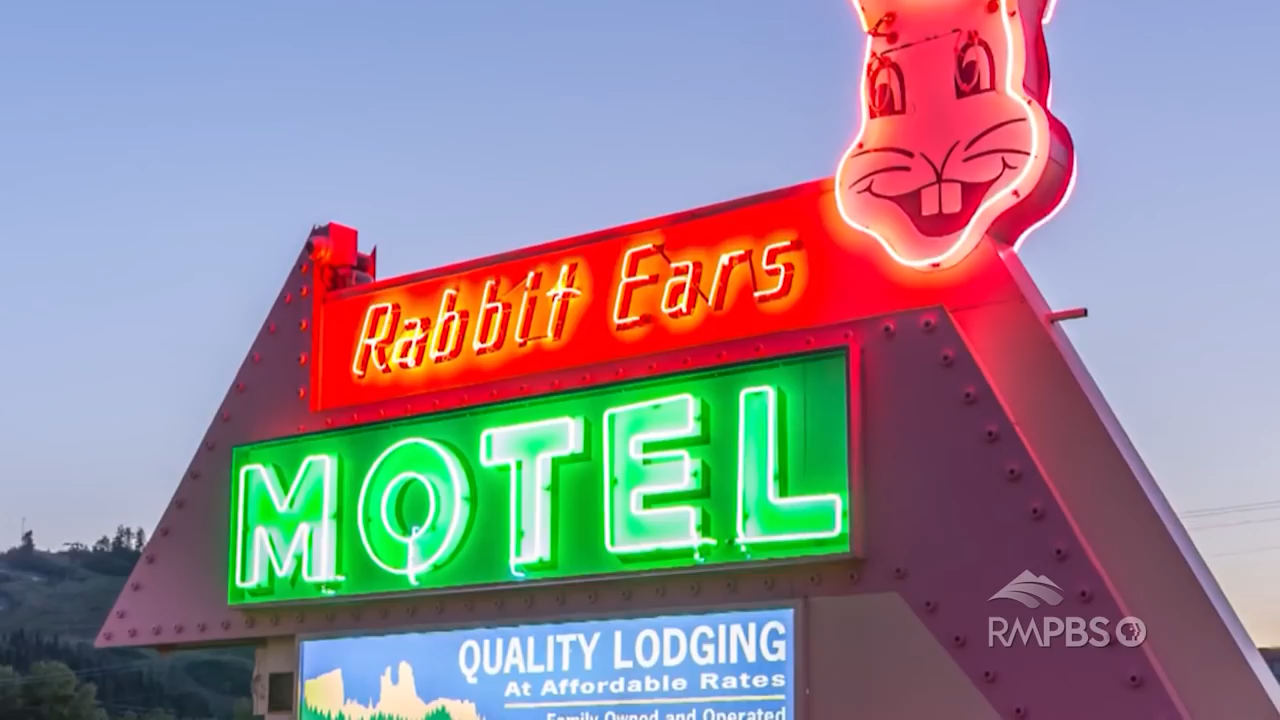 Rabbit Ears
MOTEL
QUALITY LODGING
At Affordable Rates
Family Owned and Operated
RMPBS